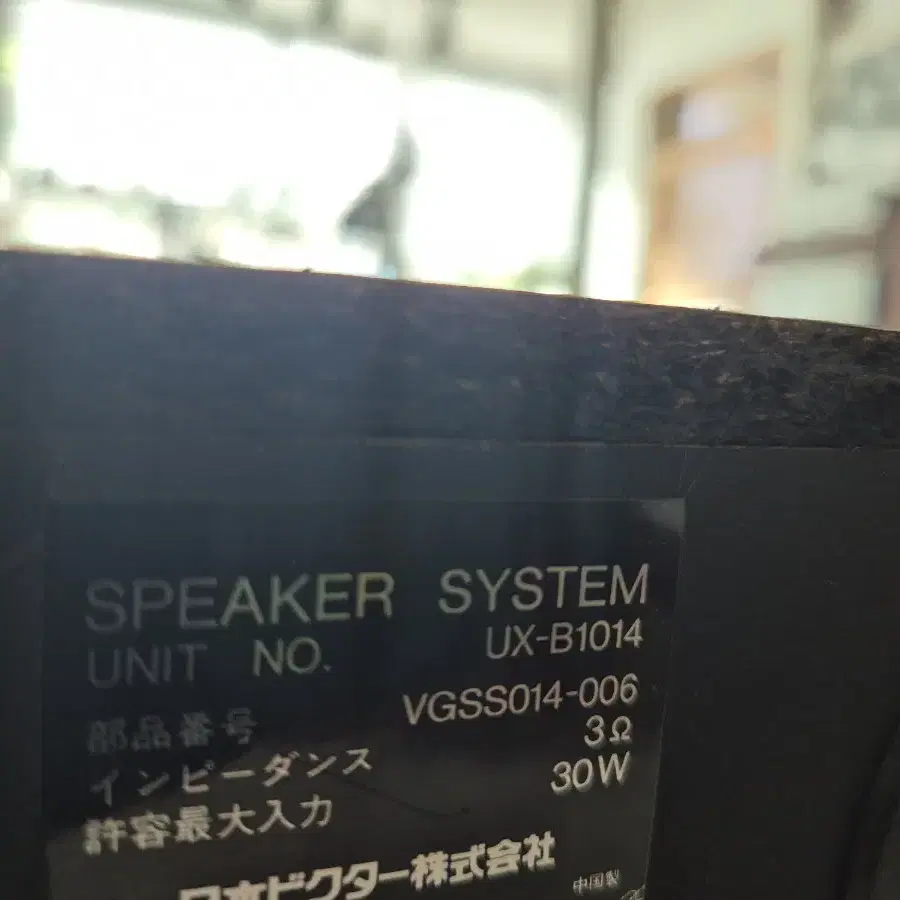 SPEAKER SYSTEM
UNIT NO. UX-B1014
部品番号 VGSS014-006
インピーダンス 3Ω
許容最大入力 30W
日本ビクター株式会社 中国製